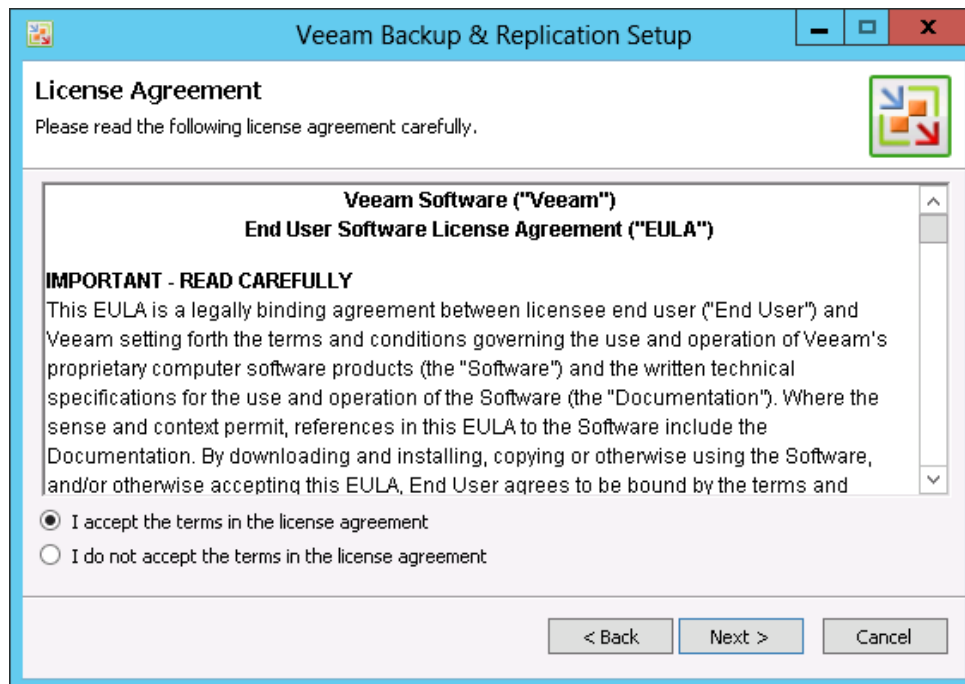 Veeam Backup & Replication Setup
License Agreement
Please read the following license agreement carefully.
Veeam Software ("Veeam")
End User Software License Agreement ("EULA")
IMPORTANT - READ CAREFULLY
This EULA is a legally binding agreement between licensee end user ("End User") and
Veeam setting forth the terms and conditions governing the use and operation of Veeam's
proprietary computer software products (the "Software") and the written technical
specifications for the use and operation of the Software (the "Documentation"). Where the
sense and context permit, references in this EULA to the Software include the
Documentation. By downloading and installing, copying or otherwise using the Software,
and/or otherwise accepting this EULA, End User agrees to be bound by the terms and
I accept the terms in the license agreement
I do not accept the terms in the license agreement
< Back Next > Cancel